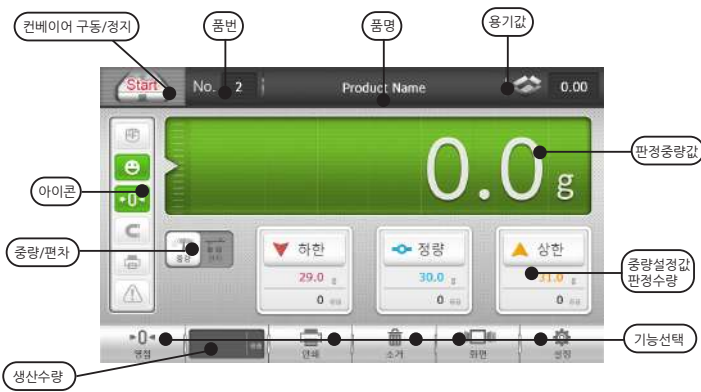 컨베이어 구동/정지
품번
품명
용기값
Start
No. 2
Product Name
0.00
0.0 g
판정중량값
아이콘
0
중량/편차
중량
하한
정량
상한
29.0 g
30.0 g
31.0 g
0
0
0
중량설정값
판정수량
0
영점
인쇄
소거
화면
설정
기능선택
생산수량